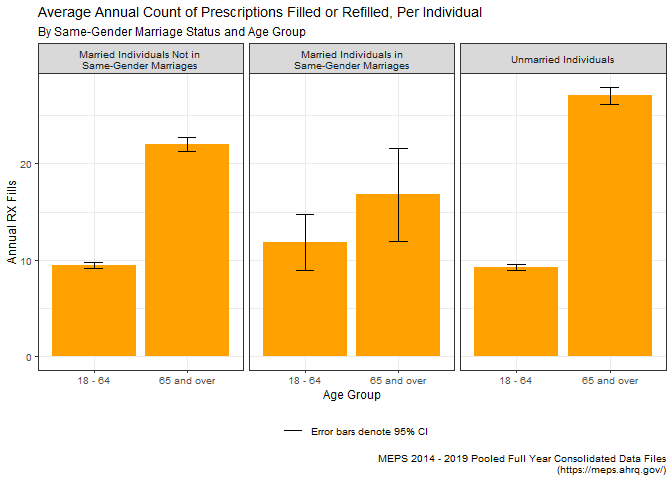 Average Annual Count of Prescriptions Filled or Refilled, Per Individual
By Same-Gender Marriage Status and Age Group
Married Individuals Not in
Same-Gender Marriages
Married Individuals in
Same-Gender Marriages
Unmarried Individuals
Annual RX Fills
20
10
0
18 - 64
65 and over
18 - 64
65 and over
18 - 64
65 and over
Age Group
Error bars denote 95% CI
MEPS 2014 - 2019 Pooled Full Year Consolidated Data Files
(https://meps.ahrq.gov/)